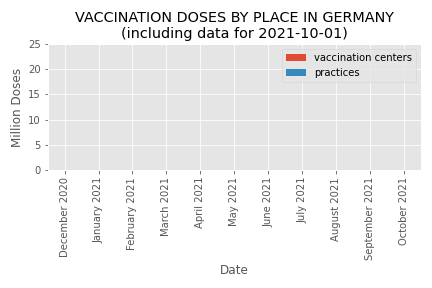 VACCINATION DOSES BY PLACE IN GERMANY
(including data for 2021-10-01)
25
20
15
10
5
0
Million Doses
vaccination centers
practices
December 2020
January 2021
February 2021
March 2021
April 2021
May 2021
June 2021
July 2021
August 2021
September 2021
October 2021
Date